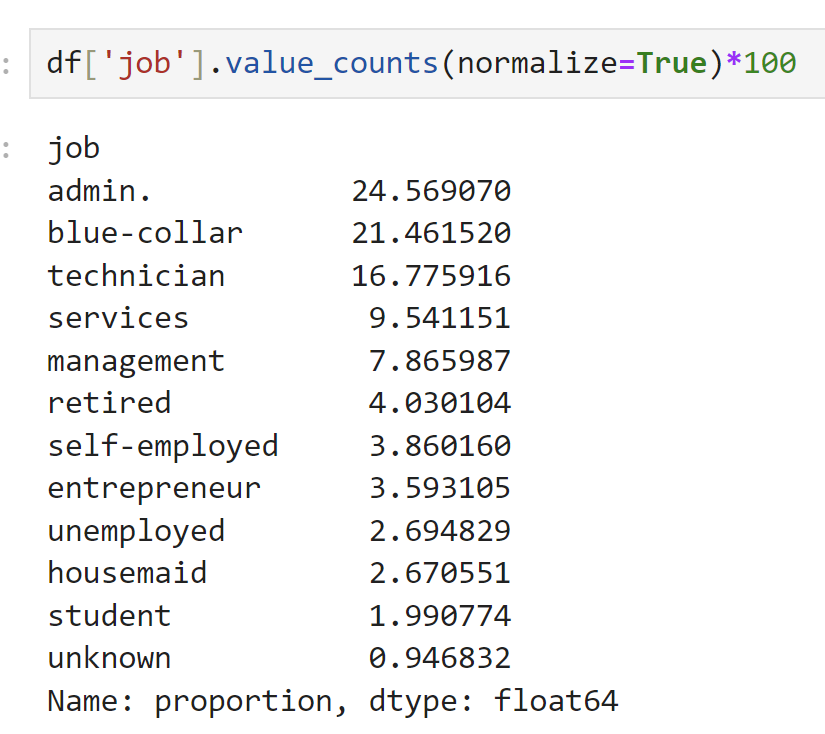 : df['job'].value_counts(normalize=True)*100
: job
admin. 24.569070
blue-collar 21.461520
technician 16.775916
services 9.541151
management 7.865987
retired 4.030104
self-employed 3.860160
entrepreneur 3.593105
unemployed 2.694829
housemaid 2.670551
student 1.990774
unknown 0.946832
Name: proportion, dtype: float64